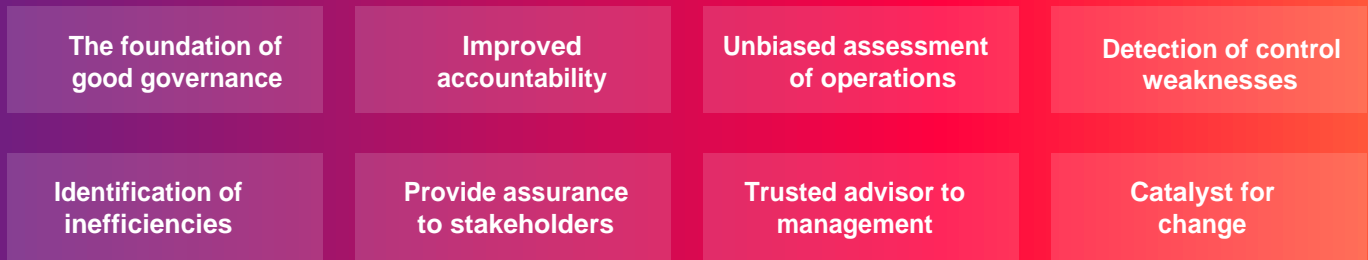 The foundation of
good governance
Improved
accountability
Unbiased assessment
of operations
Detection of control
weaknesses
Identification of
inefficiencies
Provide assurance
to stakeholders
Trusted advisor to
management
Catalyst for
change